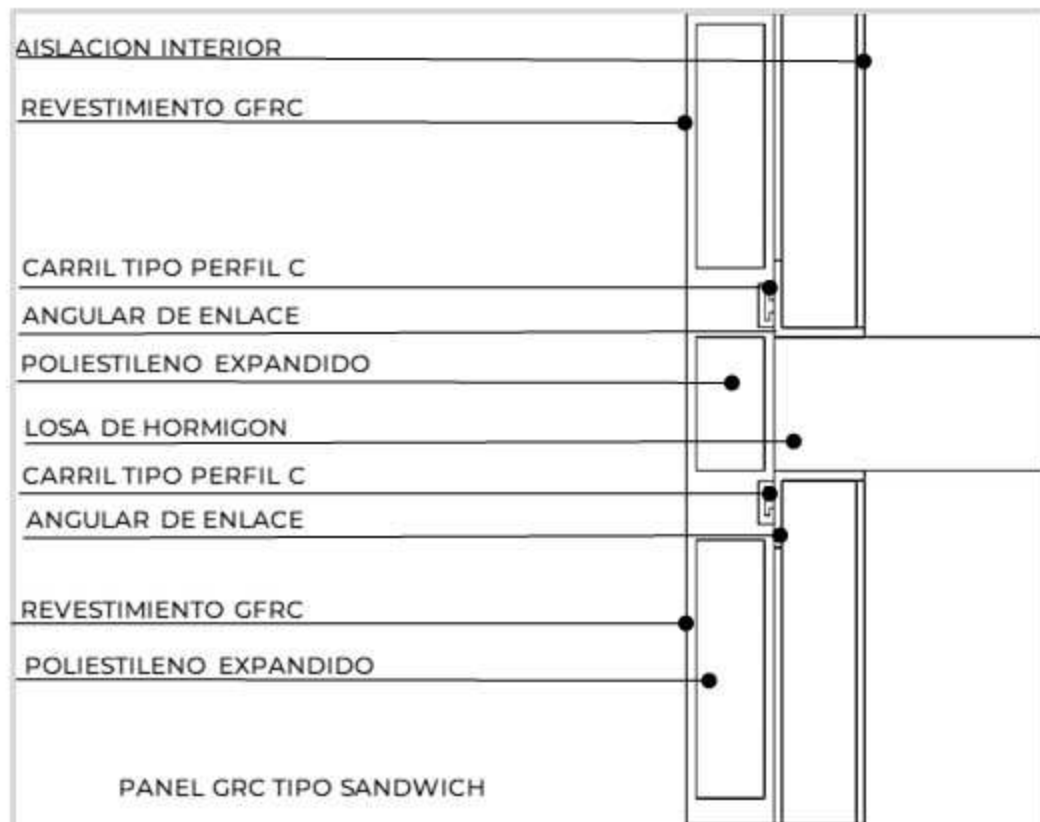 AISLACION INTERIOR
REVESTIMIENTO GFRC
CARRIL TIPO PERFIL C
ANGULAR DE ENLACE
POLIESTILENO EXPANDIDO
LOSA DE HORMIGON
CARRIL TIPO PERFIL C
ANGULAR DE ENLACE
REVESTIMIENTO GFRC
POLIESTILENO EXPANDIDO
PANEL GRC TIPO SANDWICH